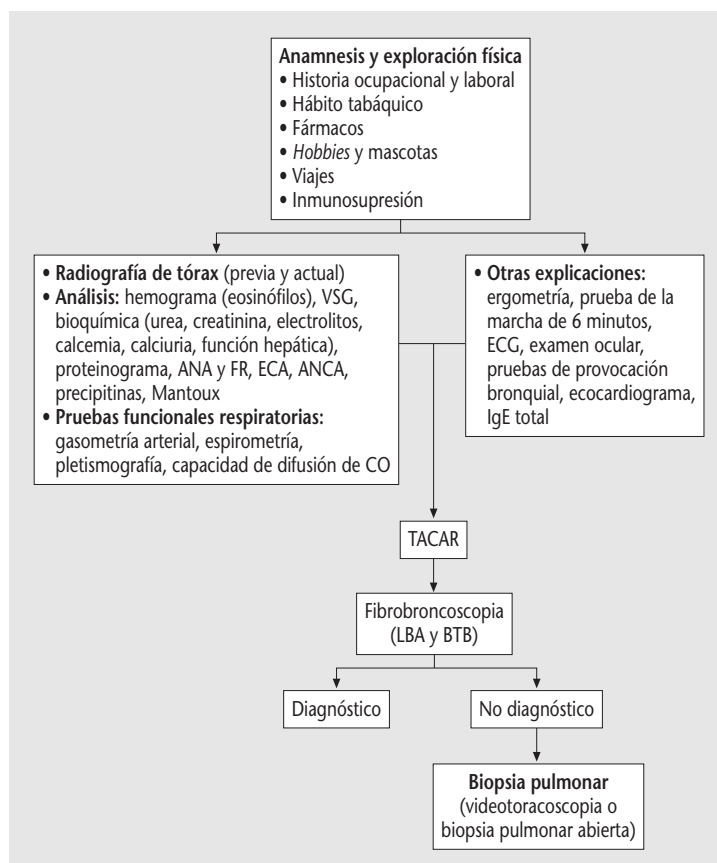 Anamnesis y exploración física
• Historia ocupacional y laboral
• Hábito tabáquico
• Fármacos
• Hobbies y mascotas
• Viajes
• Inmunosupresión
• Radiografía de tórax (previa y actual)
• Análisis: hemograma (eosinófilos), VSG,
bioquímica (urea, creatinina, electrolitos,
calcemia, calciuria, función hepática),
proteinograma, ANA y FR, ECA, ANCA,
precipitinas, Mantoux
• Pruebas funcionales respiratorias:
gasometría arterial, espirometría,
pletismografía, capacidad de difusión de CO
• Otras explicaciones:
ergometría, prueba de la
marcha de 6 minutos,
ECG, examen ocular,
pruebas de provocación
bronquial, ecocardiograma,
IgE total
TACAR
Fibrobroncoscopia
(LBA y BTB)
Diagnóstico
No diagnóstico
Biopsia pulmonar
(videotoracoscopia o
biopsia pulmonar abierta)